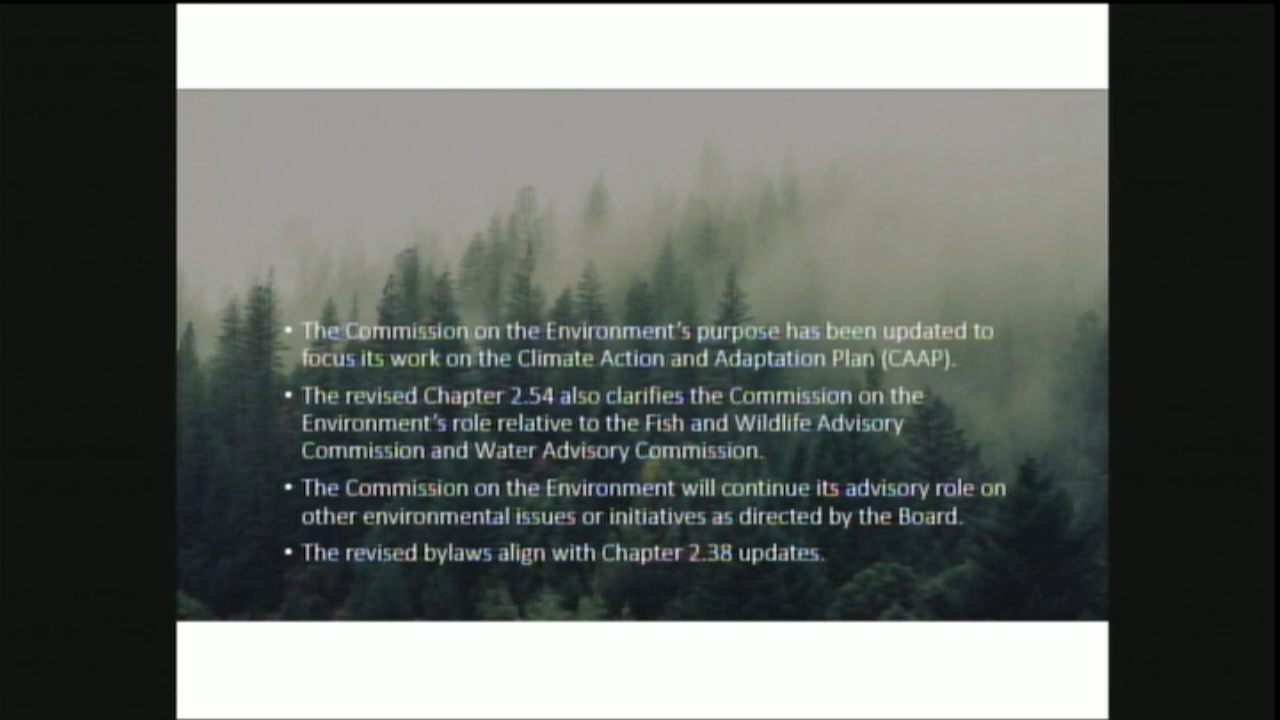 • The Commission on the Environment's purpose has been updated to
focus its work on the Climate Action and Adaptation Plan (CAAP).
• The revised Chapter 2.54 also clarifies the Commission on the
Environment's role relative to the Fish and Wildlife Advisory
Commission and Water Advisory Commission.
• The Commission on the Environment will continue its advisory role on
other environmental issues or initiatives as directed by the Board.
• The revised bylaws align with Chapter 2.38 updates.